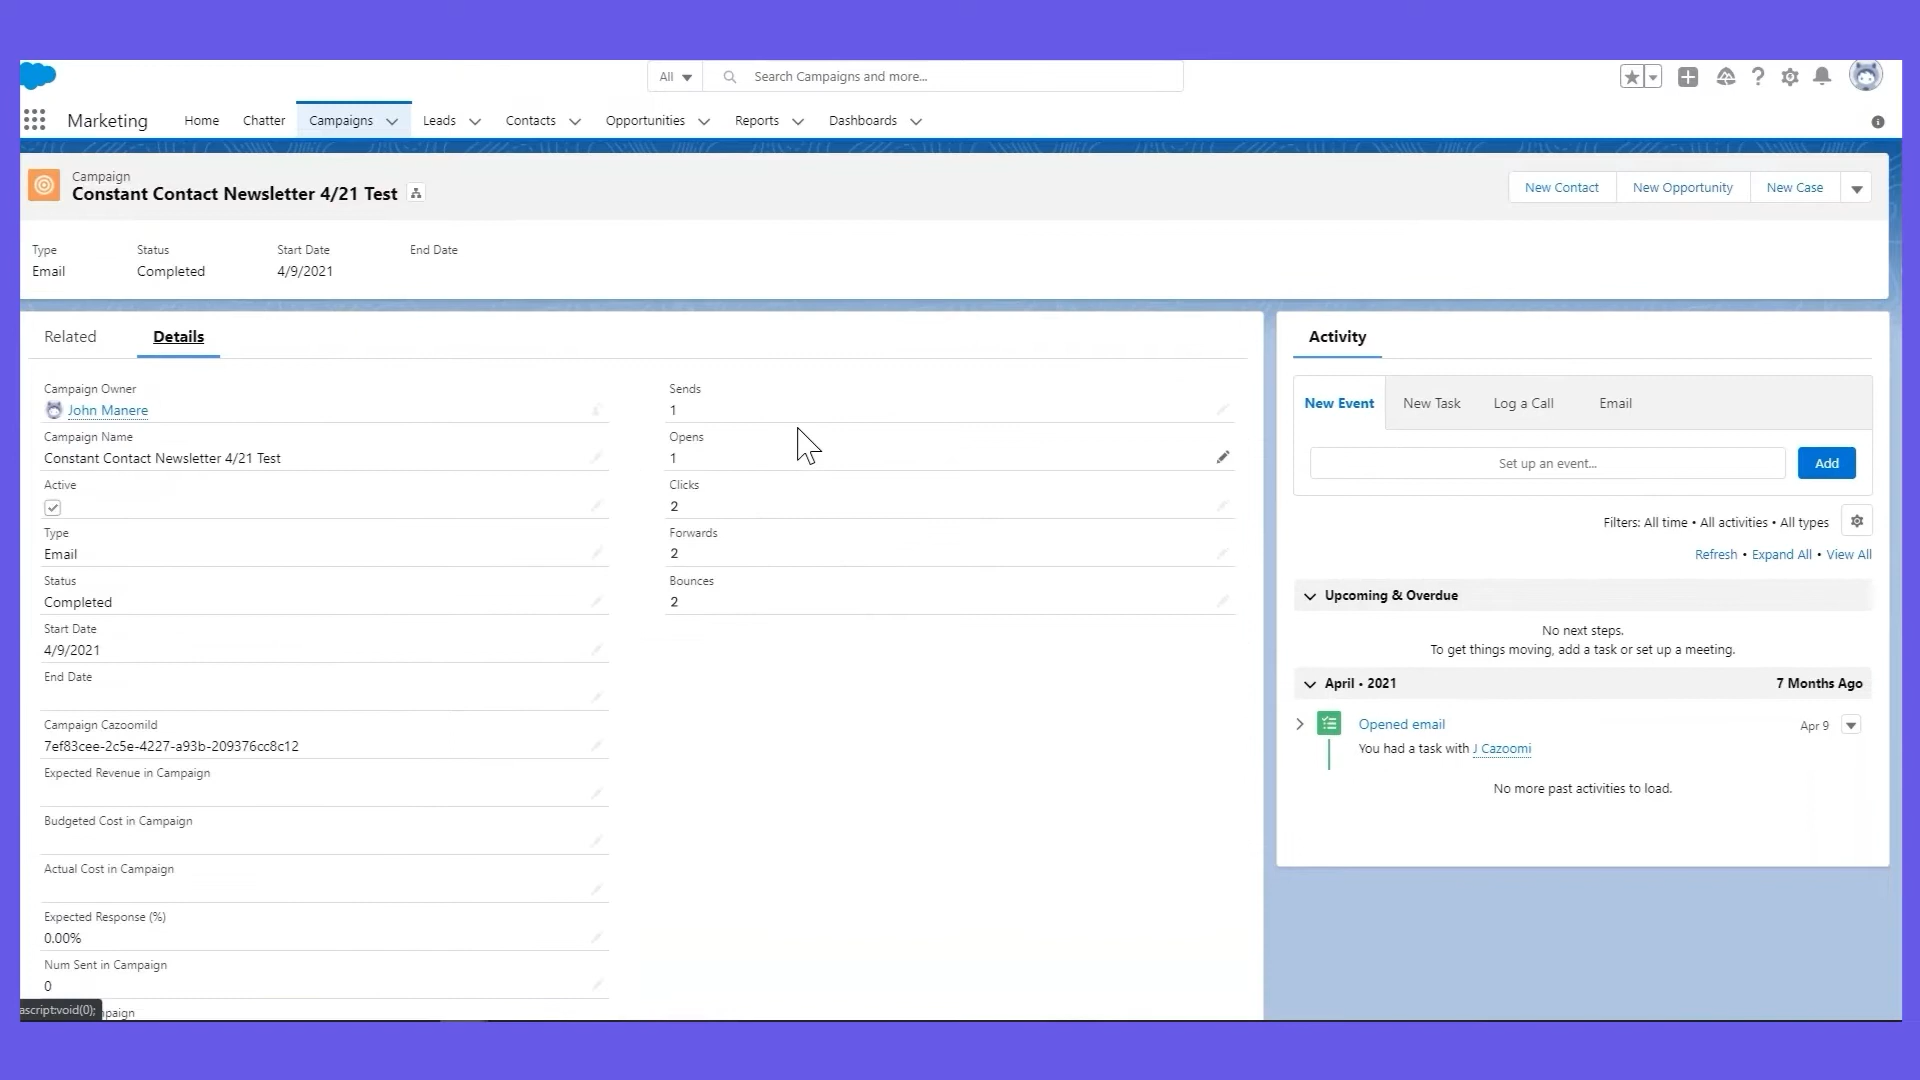 All
Search Campaigns and more...
Marketing
Home
Chatter
Campaigns
Leads
Contacts
Opportunities
Reports
Dashboards
Campaign
Constant Contact Newsletter 4/21 Test
New Contact
New Opportunity
New Case
Type
Status
Start Date
End Date
Email
Completed
4/9/2021
Related
Details
Campaign Owner
John Manere
Campaign Name
Constant Contact Newsletter 4/21 Test
Active
Type
Email
Status
Completed
Start Date
4/9/2021
End Date
Campaign CazoomiId
7ef83cee-2c5e-4227-a93b-209376cc8c12
Expected Revenue in Campaign
Budgeted Cost in Campaign
Actual Cost in Campaign
Expected Response (%)
0.00%
Num Sent in Campaign
0
ascript:void(0);
paign
Sends
1
Opens
1
Clicks
2
Forwards
2
Bounces
2
Activity
New Event
New Task
Log a Call
Email
Set up an event...
Add
Filters: All time • All activities • All types
Refresh • Expand All • View All
Upcoming & Overdue
No next steps.
To get things moving, add a task or set up a meeting.
April • 2021
7 Months Ago
Opened email
Apr 9
You had a task with J Cazoomi
No more past activities to load.